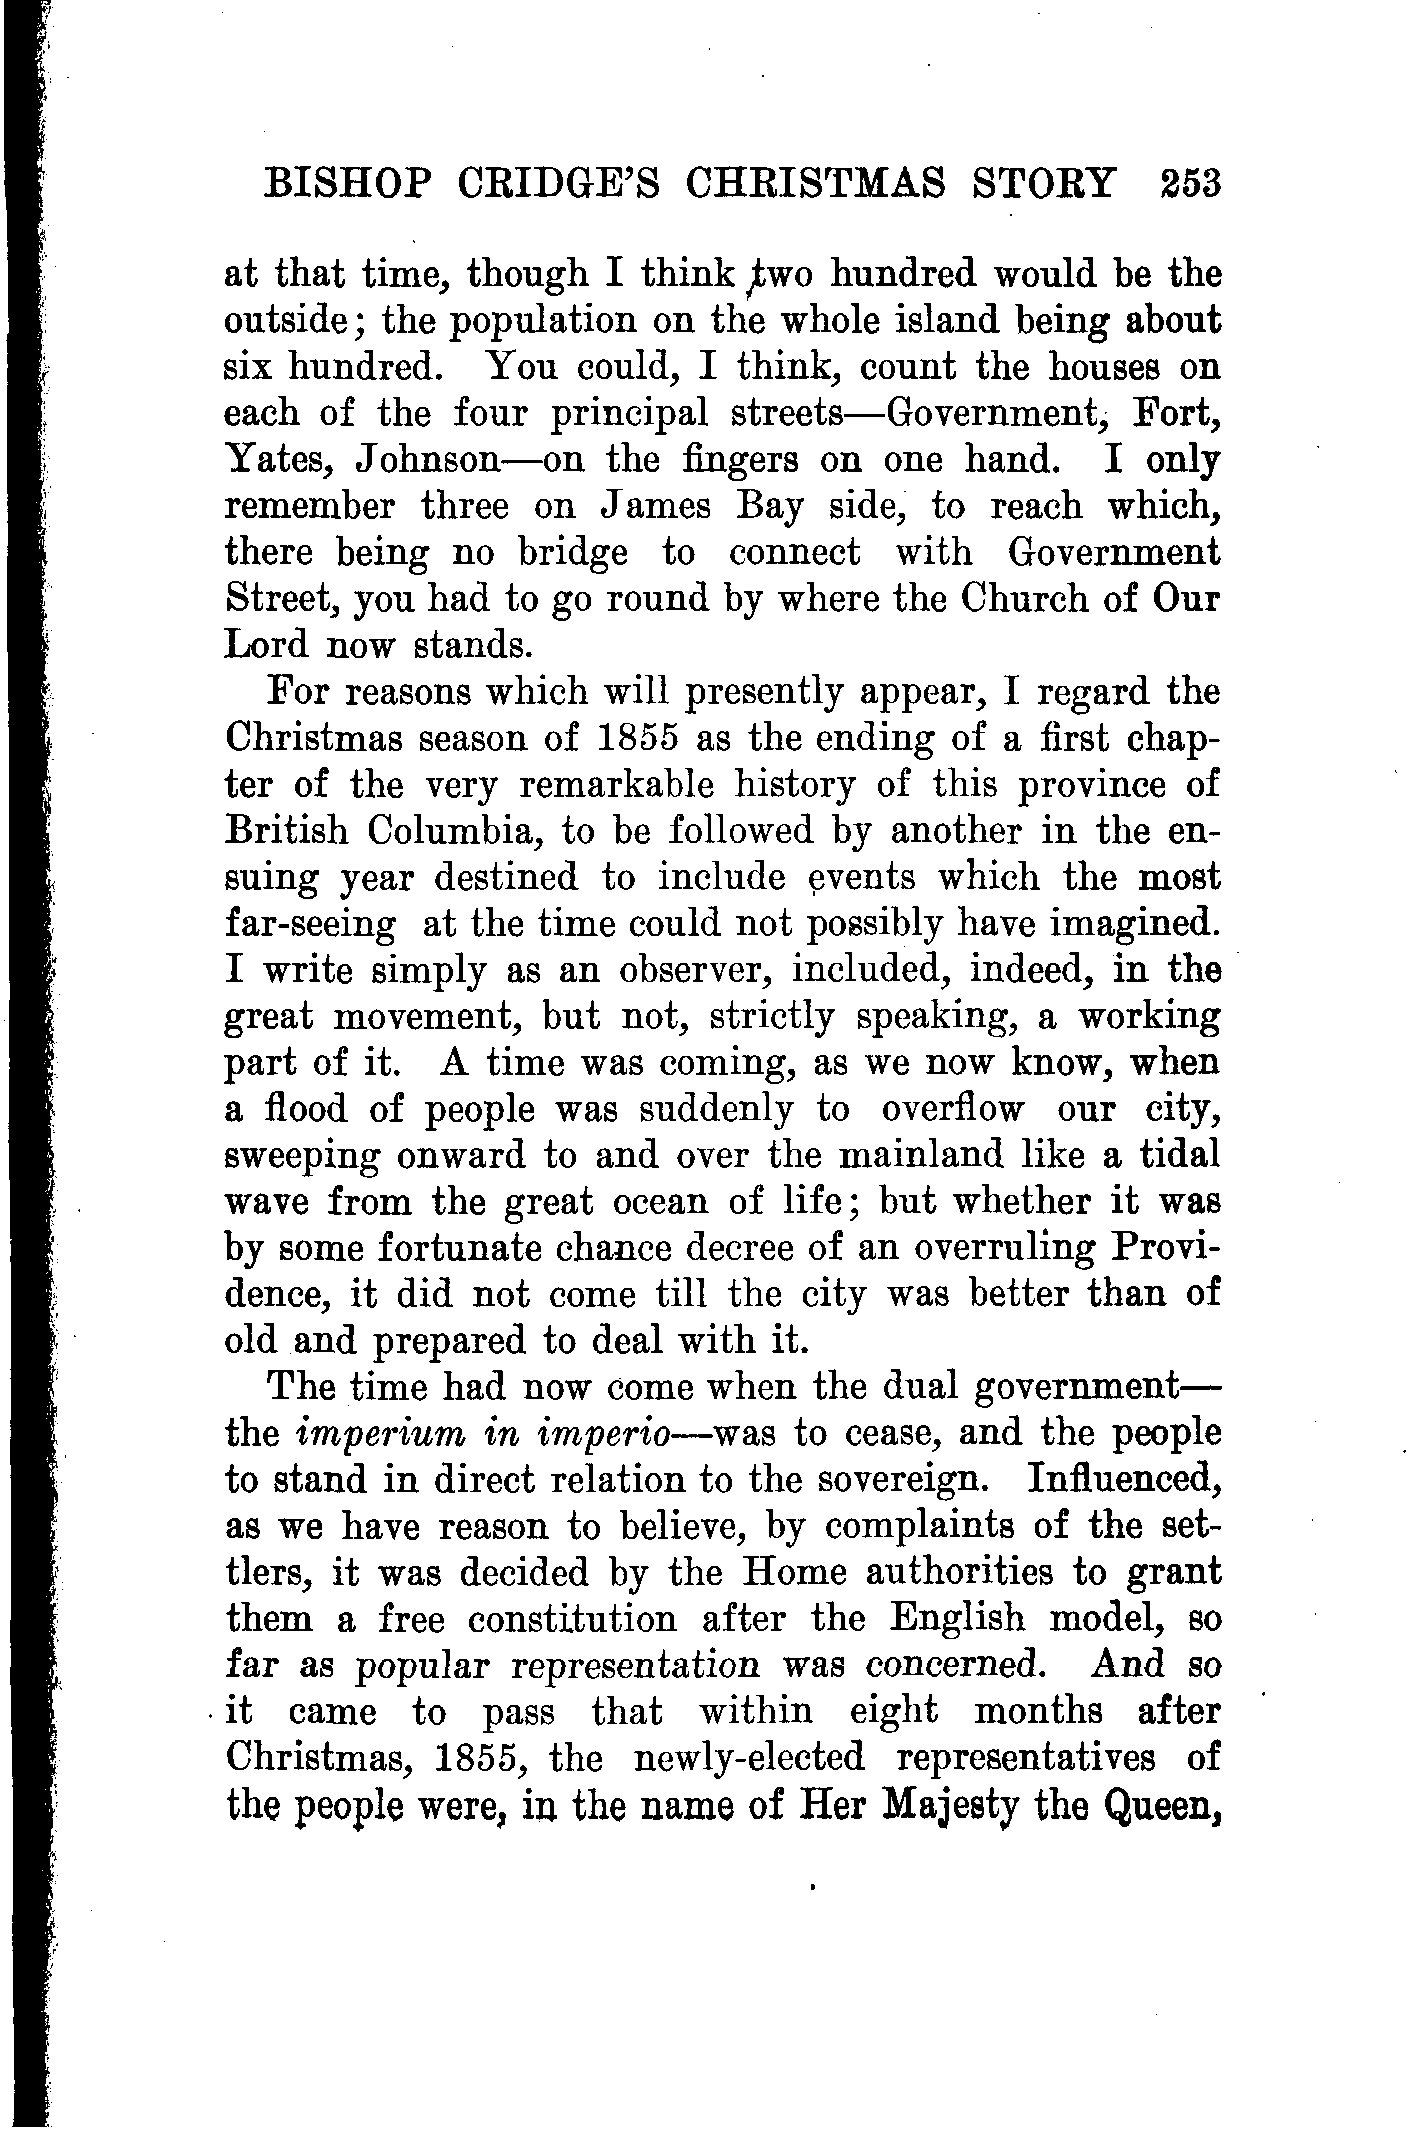 BISHOP CRIDGE'S CHRISTMAS STORY 253
at that time, though I think two hundred would be the
outside; the population on the whole island being about
six hundred. You could, I think, count the houses on
each of the four principal streets—Government, Fort,
Yates, Johnson—on the fingers on one hand. I only
remember three on James Bay side, to reach which,
there being no bridge to connect with Government
Street, you had to go round by where the Church of Our
Lord now stands.
For reasons which will presently appear, I regard the
Christmas season of 1855 as the ending of a first chap-
ter of the very remarkable history of this province of
British Columbia, to be followed by another in the en-
suing year destined to include events which the most
far-seeing at the time could not possibly have imagined.
I write simply as an observer, included, indeed, in the
great movement, but not, strictly speaking, a working
part of it. A time was coming, as we now know, when
a flood of people was suddenly to overflow our city,
sweeping onward to and over the mainland like a tidal
wave from the great ocean of life; but whether it was
by some fortunate chance decree of an overruling Provi-
dence, it did not come till the city was better than of
old and prepared to deal with it.
The time had now come when the dual government—
the imperium in imperio—was to cease, and the people
to stand in direct relation to the sovereign. Influenced,
as we have reason to believe, by complaints of the set-
tlers, it was decided by the Home authorities to grant
them a free constitution after the English model, so
far as popular representation was concerned. And so
it came to pass that within eight months after
Christmas, 1855, the newly-elected representatives of
the people were, in the name of Her Majesty the Queen,